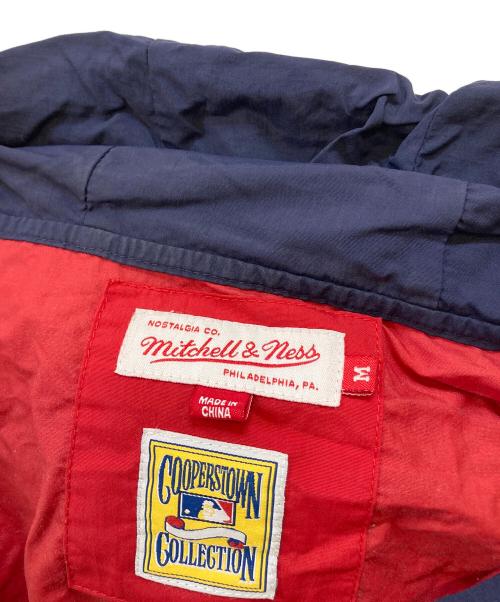 NOSTALGIA CO.
Mitchell & Ness
PHILADELPHIA, PA.
M
MADE IN
CHINA
COOPERSTOWN
COLLECTION